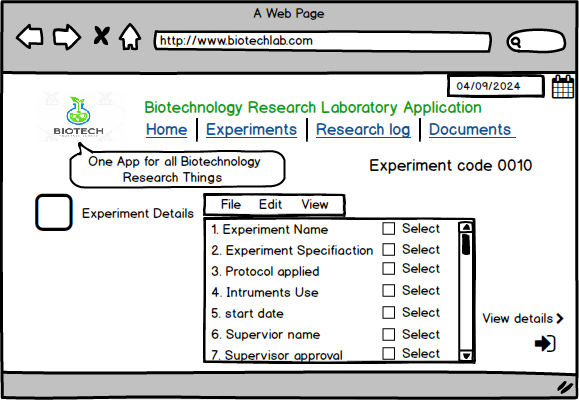 A Web Page
http://www.biotechlab.com
04/09/2024
BIOTECH
Biotechnology Research Laboratory Application
Home Experiments Research log Documents
One App for all Biotechnology
Research Things
Experiment code 0010
Experiment Details
File Edit View
1. Experiment Name Select
2. Experiment Specifiaction Select
3. Protocol applied Select
4. Intruments Use Select
5. start date Select
6. Supervior name Select
7. Supervisor approval Select
View details